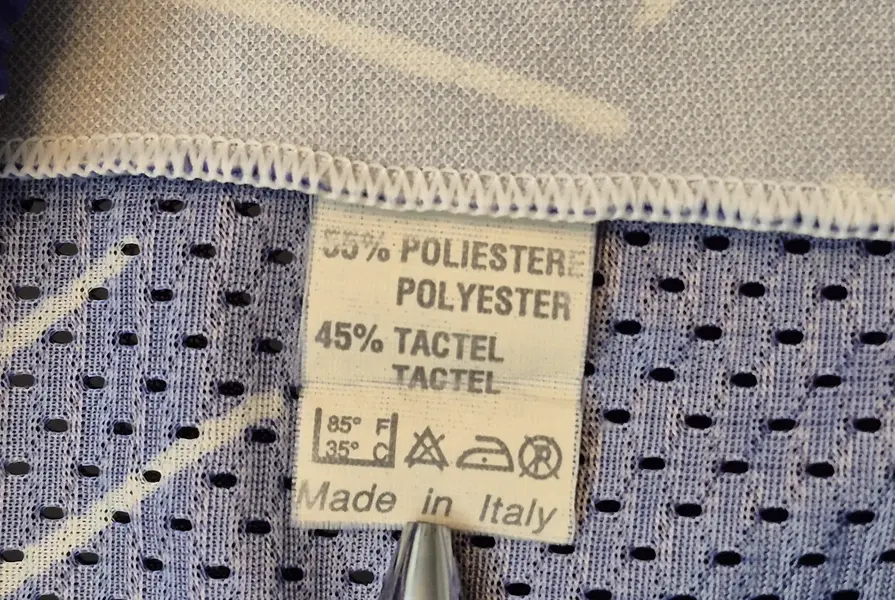 55% POLIESTERE
POLYESTER
45% TACTEL
TACTEL
85° F
35° C
Made in Italy